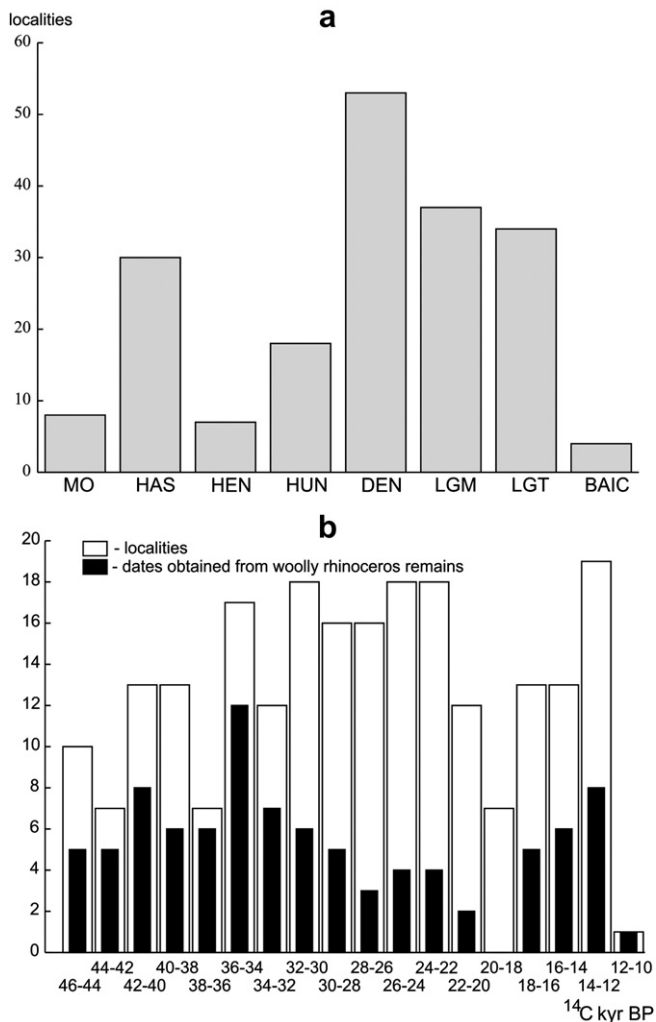 localities
a
60
50
40
30
20
10
0
MO HAS HEN HUN DEN LGM LGT BAIC
b
20
18
16
14
12
10
8
6
4
2
0
- localities
- dates obtained from woolly rhinoceros remains
44-42 40-38 36-34 32-30 28-26 24-22 20-18 16-14 12-10
46-44 42-40 38-36 34-32 30-28 26-24 22-20 18-16 14-12
14C kyr BP